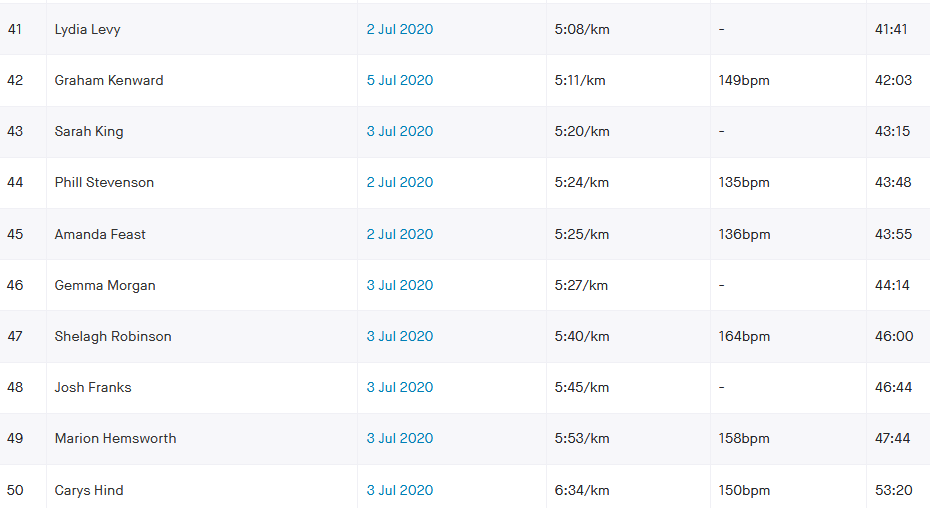 41 Lydia Levy 2 Jul 2020 5:08/km - 41:41
42 Graham Kenward 5 Jul 2020 5:11/km 149bpm 42:03
43 Sarah King 3 Jul 2020 5:20/km - 43:15
44 Phill Stevenson 2 Jul 2020 5:24/km 135bpm 43:48
45 Amanda Feast 2 Jul 2020 5:25/km 136bpm 43:55
46 Gemma Morgan 3 Jul 2020 5:27/km - 44:14
47 Shelagh Robinson 3 Jul 2020 5:40/km 164bpm 46:00
48 Josh Franks 3 Jul 2020 5:45/km - 46:44
49 Marion Hemsworth 3 Jul 2020 5:53/km 158bpm 47:44
50 Carys Hind 3 Jul 2020 6:34/km 150bpm 53:20